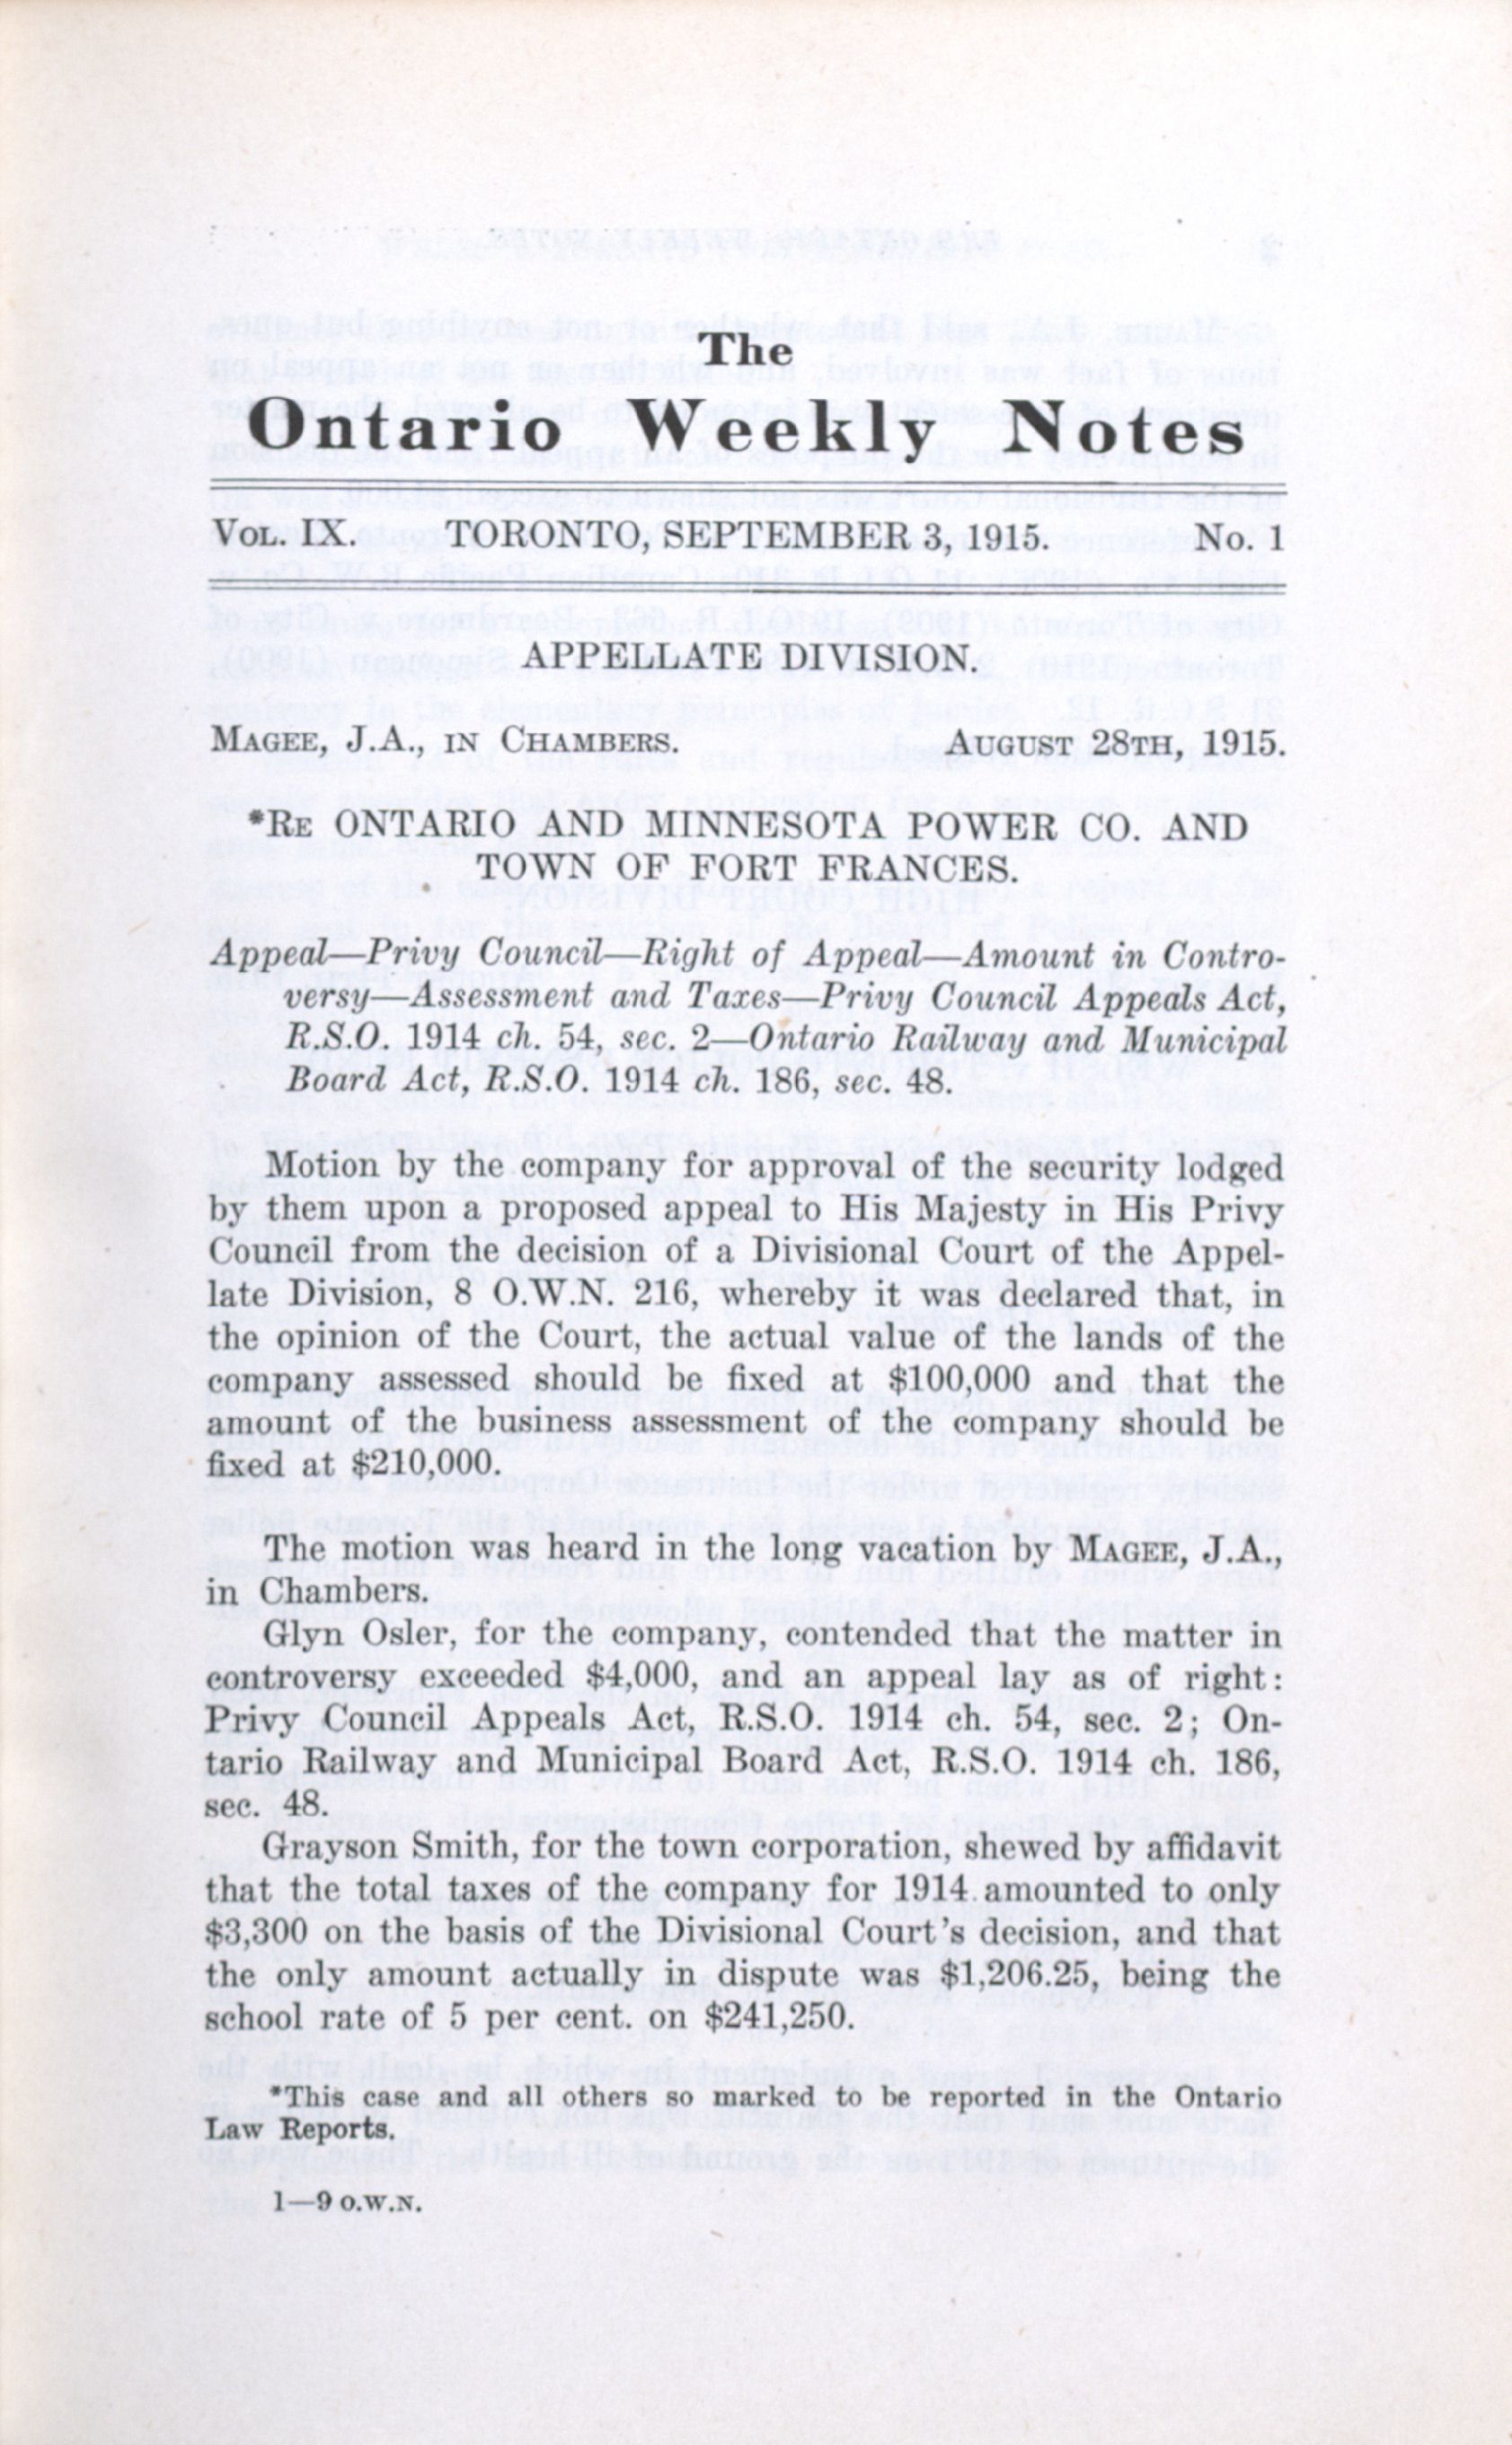 The
Ontario Weekly Notes
VOL. IX. TORONTO, SEPTEMBER 3, 1915. No. 1
APPELLATE DIVISION.
MAGEE, J.A., IN CHAMBERS. AUGUST 28TH, 1915.
*RE ONTARIO AND MINNESOTA POWER CO. AND
TOWN OF FORT FRANCES.
Appeal—Privy Council—Right of Appeal—Amount in Contro-
versy—Assessment and Taxes—Privy Council Appeals Act,
R.S.O. 1914 ch. 54, sec. 2—Ontario Railway and Municipal
Board Act, R.S.O. 1914 ch. 186, sec. 48.
Motion by the company for approval of the security lodged
by them upon a proposed appeal to His Majesty in His Privy
Council from the decision of a Divisional Court of the Appel-
late Division, 8 O.W.N. 216, whereby it was declared that, in
the opinion of the Court, the actual value of the lands of the
company assessed should be fixed at $100,000 and that the
amount of the business assessment of the company should be
fixed at $210,000.
The motion was heard in the long vacation by MAGEE, J.A.,
in Chambers.
Glyn Osler, for the company, contended that the matter in
controversy exceeded $4,000, and an appeal lay as of right:
Privy Council Appeals Act, R.S.O. 1914 ch. 54, sec. 2; On-
tario Railway and Municipal Board Act, R.S.O. 1914 ch. 186,
sec. 48.
Grayson Smith, for the town corporation, shewed by affidavit
that the total taxes of the company for 1914 amounted to only
$3,300 on the basis of the Divisional Court's decision, and that
the only amount actually in dispute was $1,206.25, being the
school rate of 5 per cent. on $241,250.
*This case and all others so marked to be reported in the Ontario
Law Reports.
1—9 O.W.N.